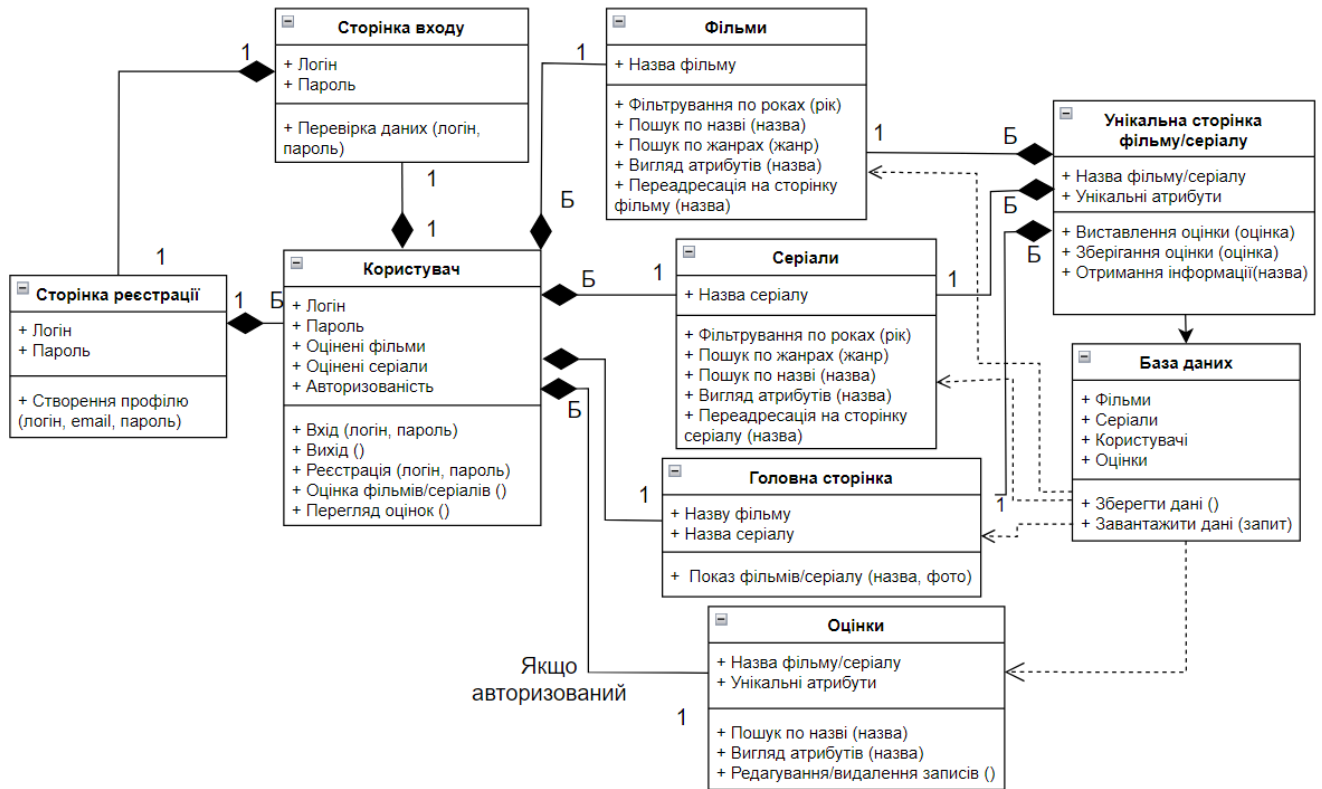 Сторінка входу
+ Логін
+ Пароль
+ Перевірка даних (логін,
пароль)
1
1
1
1
Сторінка реєстрації
+ Логін
+ Пароль
+ Створення профілю
(логін, email, пароль)
1
Б
Користувач
+ Логін
+ Пароль
+ Оцінені фільми
+ Оцінені серіали
+ Авторизованість
+ Вхід (логін, пароль)
+ Вихід ()
+ Реєстрація (логін, пароль)
+ Оцінка фільмів/серіалів ()
+ Перегляд оцінок ()
1
Б
Фільми
+ Назва фільму
+ Фільтрування по роках (рік)
+ Пошук по назві (назва)
+ Пошук по жанрах (жанр)
+ Вигляд атрибутів (назва)
+ Переадресація на сторінку
фільму (назва)
1
Б
Б
1
Серіали
+ Назва серіалу
+ Фільтрування по роках (рік)
+ Пошук по жанрах (жанр)
+ Пошук по назві (назва)
+ Вигляд атрибутів (назва)
+ Переадресація на сторінку
серіалу (назва)
1
Б
Б
1
Головна сторінка
+ Назву фільму
+ Назва серіалу
+ Показ фільмів/серіалу (назва, фото)
1
Б
Якщо
авторизований
1
Оцінки
+ Назва фільму/серіалу
+ Унікальні атрибути
+ Пошук по назві (назва)
+ Вигляд атрибутів (назва)
+ Редагування/видалення записів ()
Унікальна сторінка
фільму/серіалу
+ Назва фільму/серіалу
+ Унікальні атрибути
+ Виставлення оцінки (оцінка)
+ Зберігання оцінки (оцінка)
+ Отримання інформації(назва)
База даних
+ Фільми
+ Серіали
+ Користувачі
+ Оцінки
+ Зберегти дані ()
+ Завантажити дані (запит)